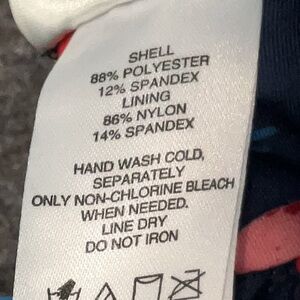 SHELL
88% POLYESTER
12% SPANDEX
LINING
86% NYLON
14% SPANDEX
HAND WASH COLD,
SEPARATELY
ONLY NON-CHLORINE BLEACH
WHEN NEEDED.
LINE DRY
DO NOT IRON